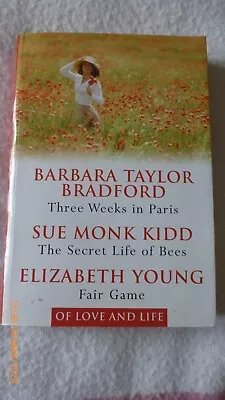 BARBARA TAYLOR
BRADFORD
Three Weeks in Paris
SUE MONK KIDD
The Secret Life of Bees
ELIZABETH YOUNG
Fair Game
OF LOVE AND LIFE